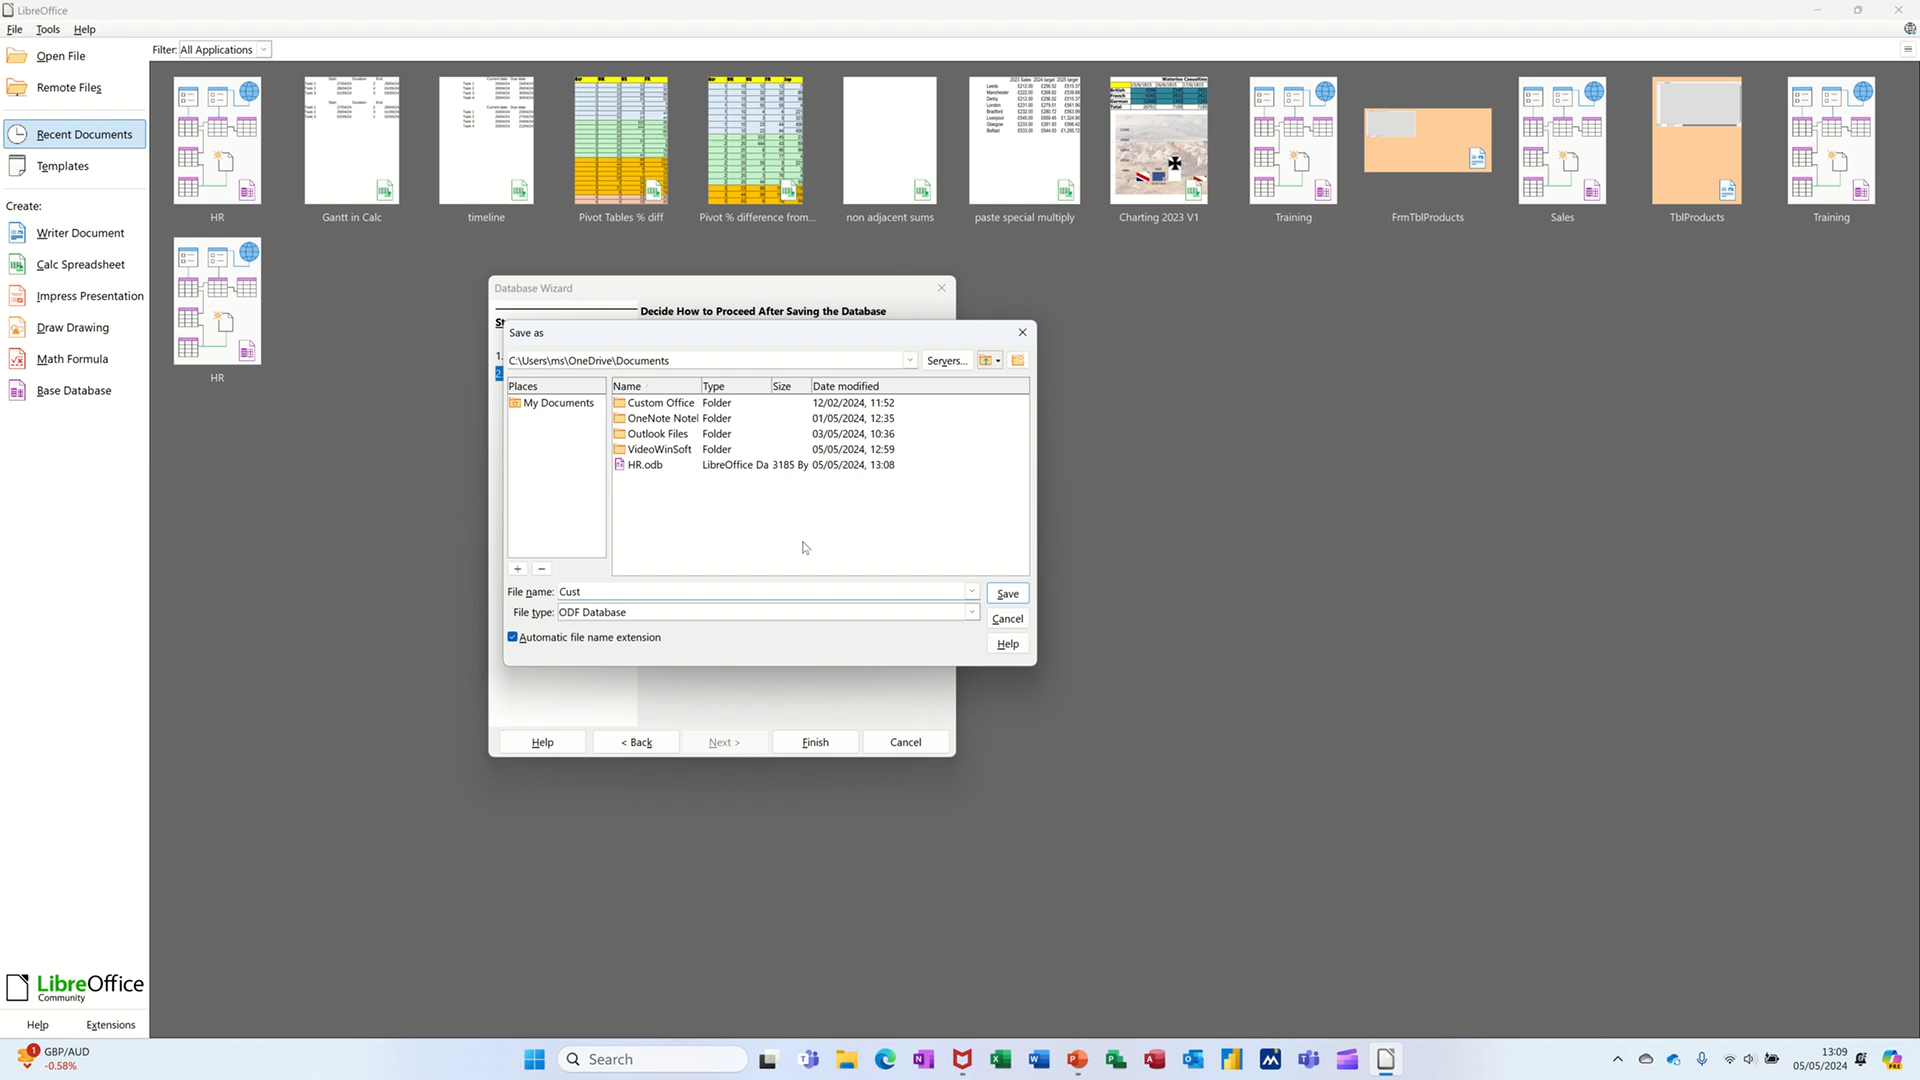 LibreOffice
File Tools Help
Filter: All Applications
Open File
Remote Files
Recent Documents
Templates
Create:
Writer Document
Calc Spreadsheet
Impress Presentation
Draw Drawing
Math Formula
Base Database
HR
Gantt in Calc
timeline
Pivot Tables % diff
Pivot % difference from...
non adjacent sums
paste special multiply
Charting 2023 V1
Training
FrmTblProducts
Sales
TblProducts
Training
HR
Database Wizard
Decide How to Proceed After Saving the Database
Save as
C:\Users\ms\OneDrive\Documents
Servers...
Places
My Documents
Name Type Size Date modified
Custom Office Folder 12/02/2024, 11:52
OneNote Notel Folder 01/05/2024, 12:35
Outlook Files Folder 03/05/2024, 10:36
VideoWinSoft Folder 05/05/2024, 12:59
HR.odb LibreOffice Da 3185 By 05/05/2024, 13:08
File name: Cust
Save
File type: ODF Database
Cancel
Automatic file name extension
Help
Help < Back Next > Finish Cancel
LibreOffice
Community
Help Extensions
1
GBP/AUD
-0.58%
Search
13:09
05/05/2024